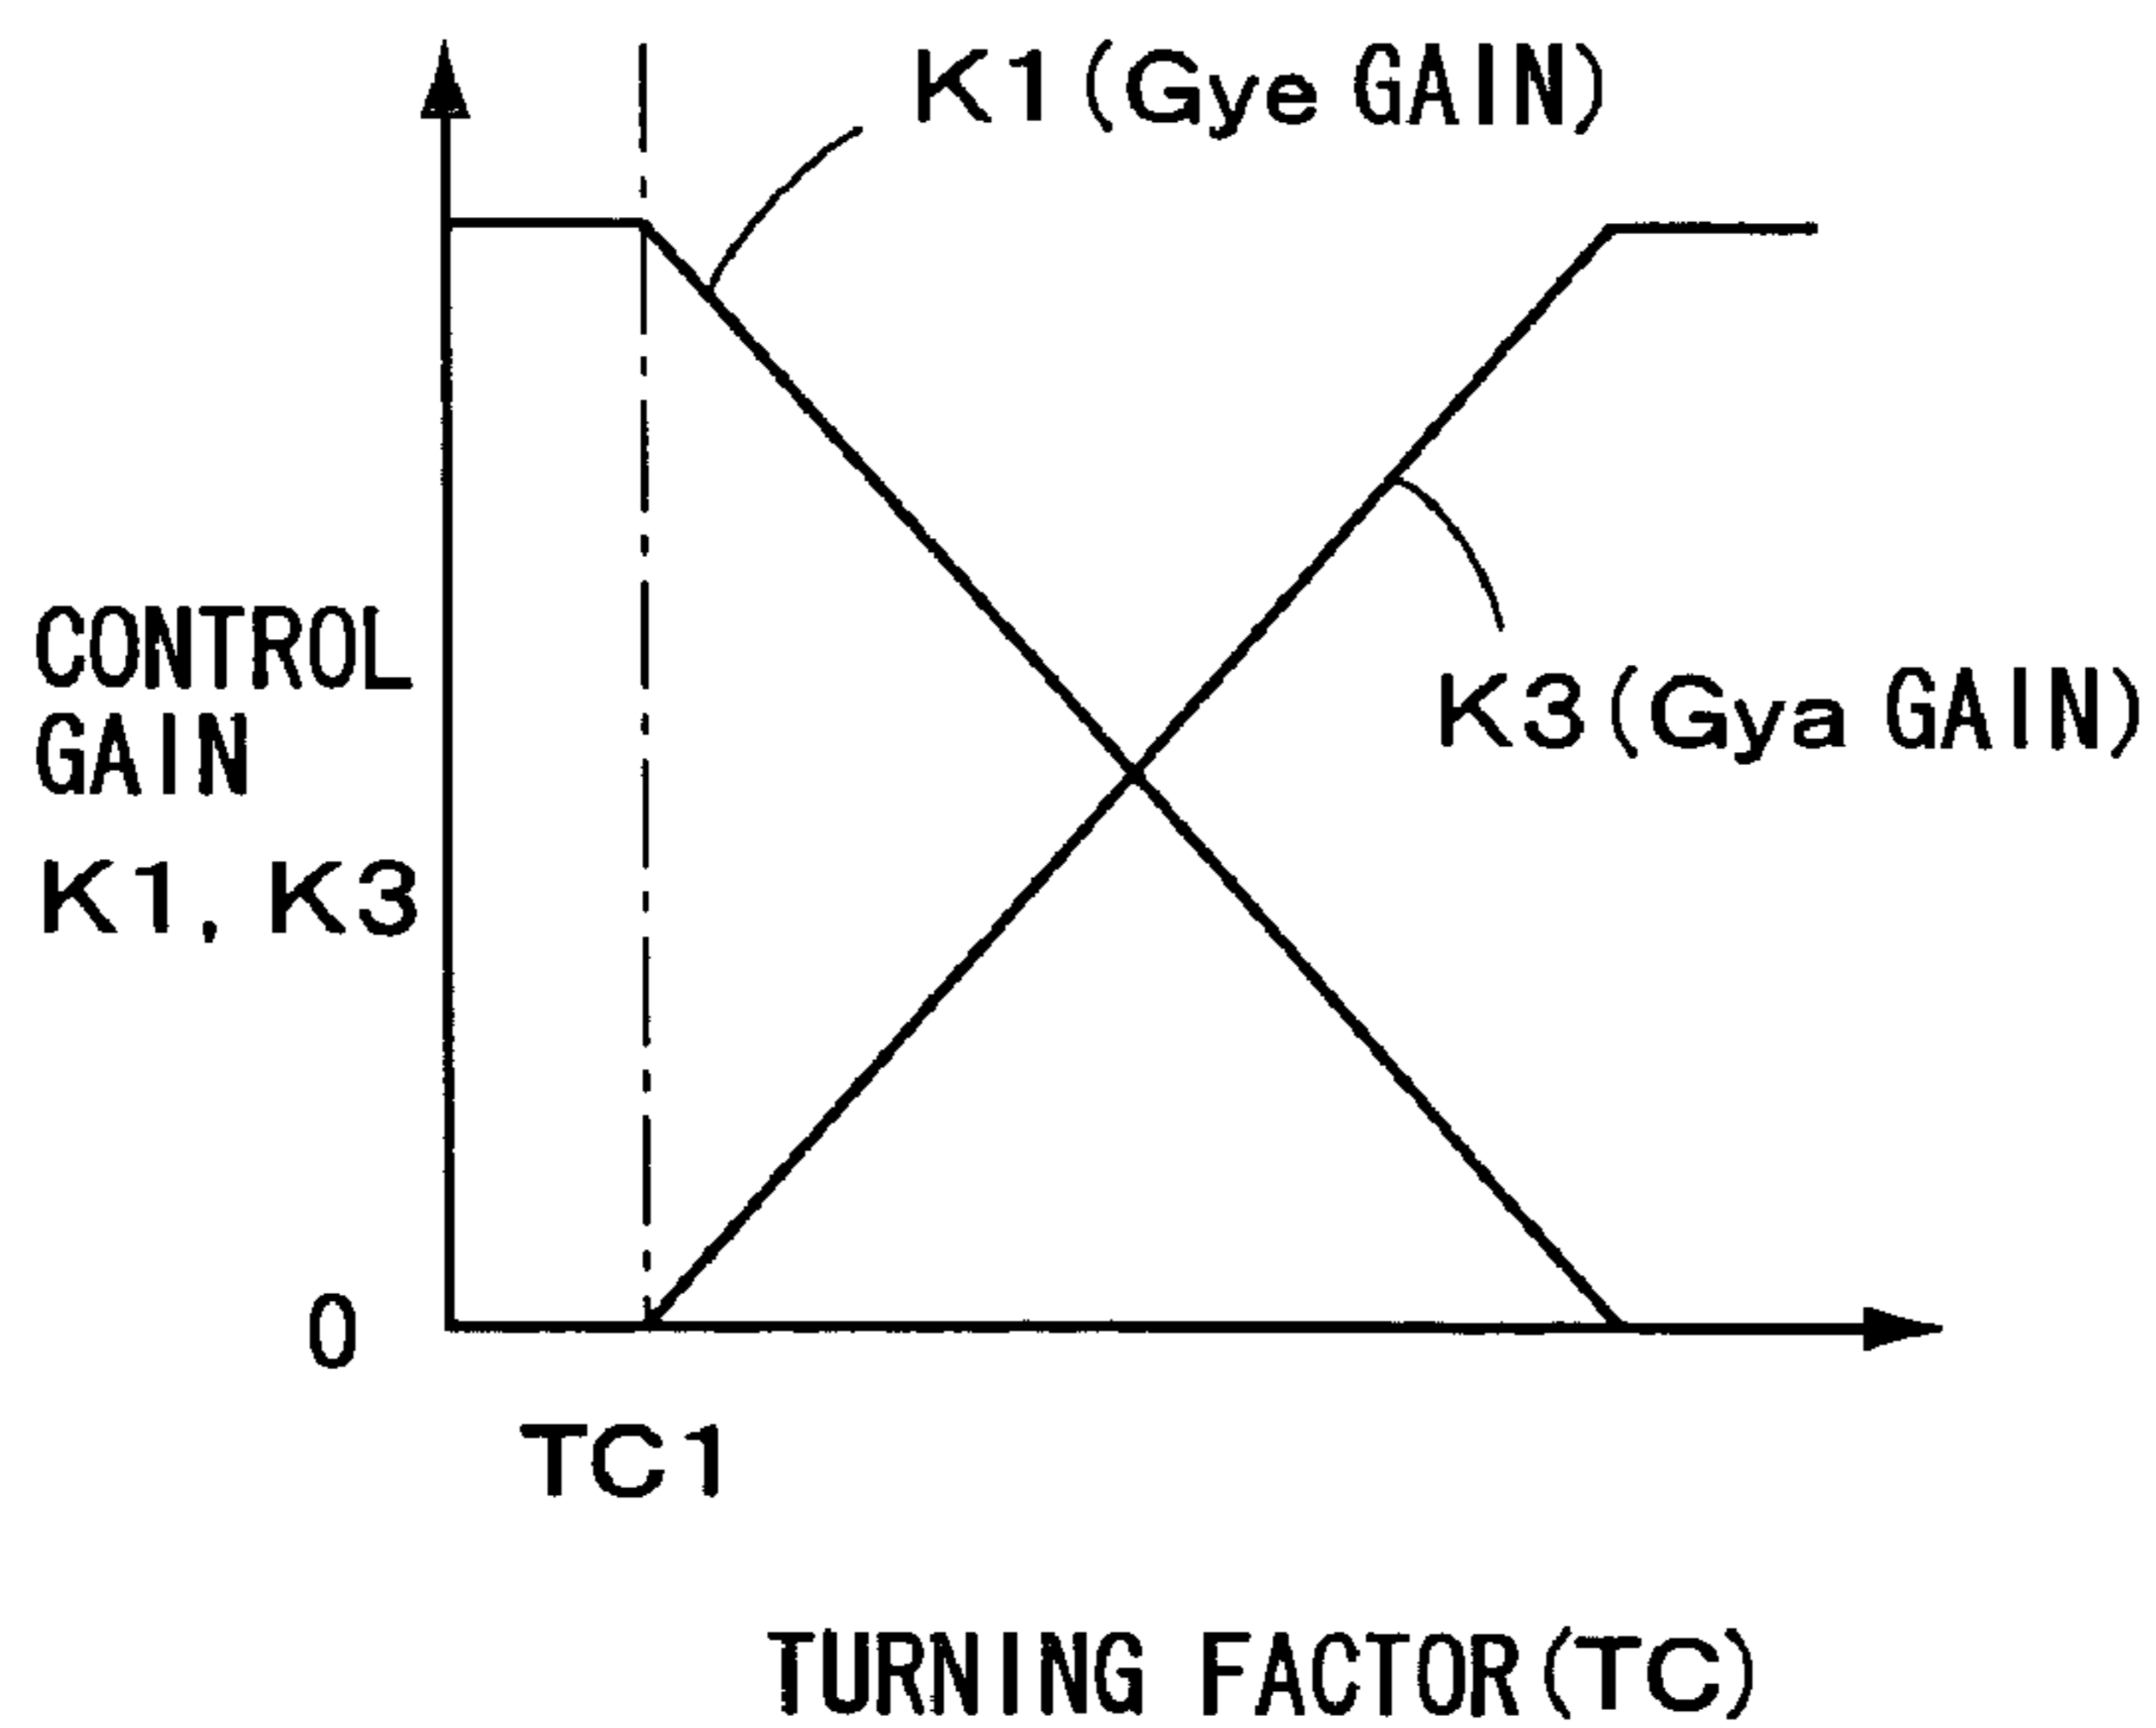 K1(Gye GAIN)
CONTROL
GAIN
K1, K3
K3(Gya GAIN)
0
TC1
TURNING FACTOR(TC)